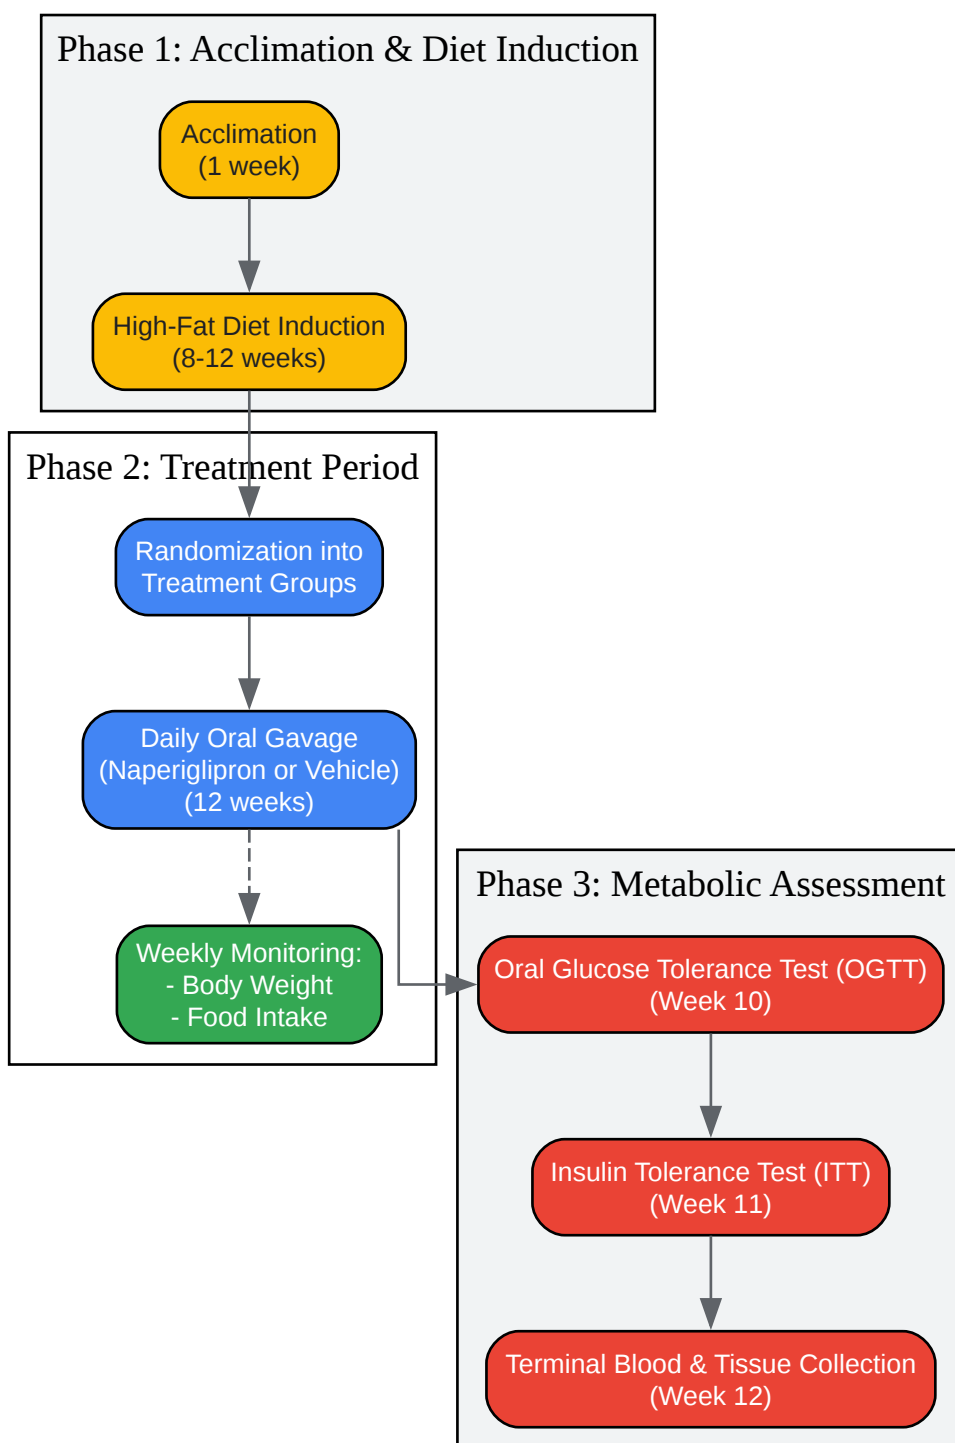 Phase 1: Acclimation & Diet Induction
Acclimation
(1 week)
High-Fat Diet Induction
(8-12 weeks)
Phase 2: Treatment Period
Randomization into
Treatment Groups
Daily Oral Gavage
(Naperiglipron or Vehicle)
(12 weeks)
Weekly Monitoring:
- Body Weight
- Food Intake
Phase 3: Metabolic Assessment
Oral Glucose Tolerance Test (OGTT)
(Week 10)
Insulin Tolerance Test (ITT)
(Week 11)
Terminal Blood & Tissue Collection
(Week 12)